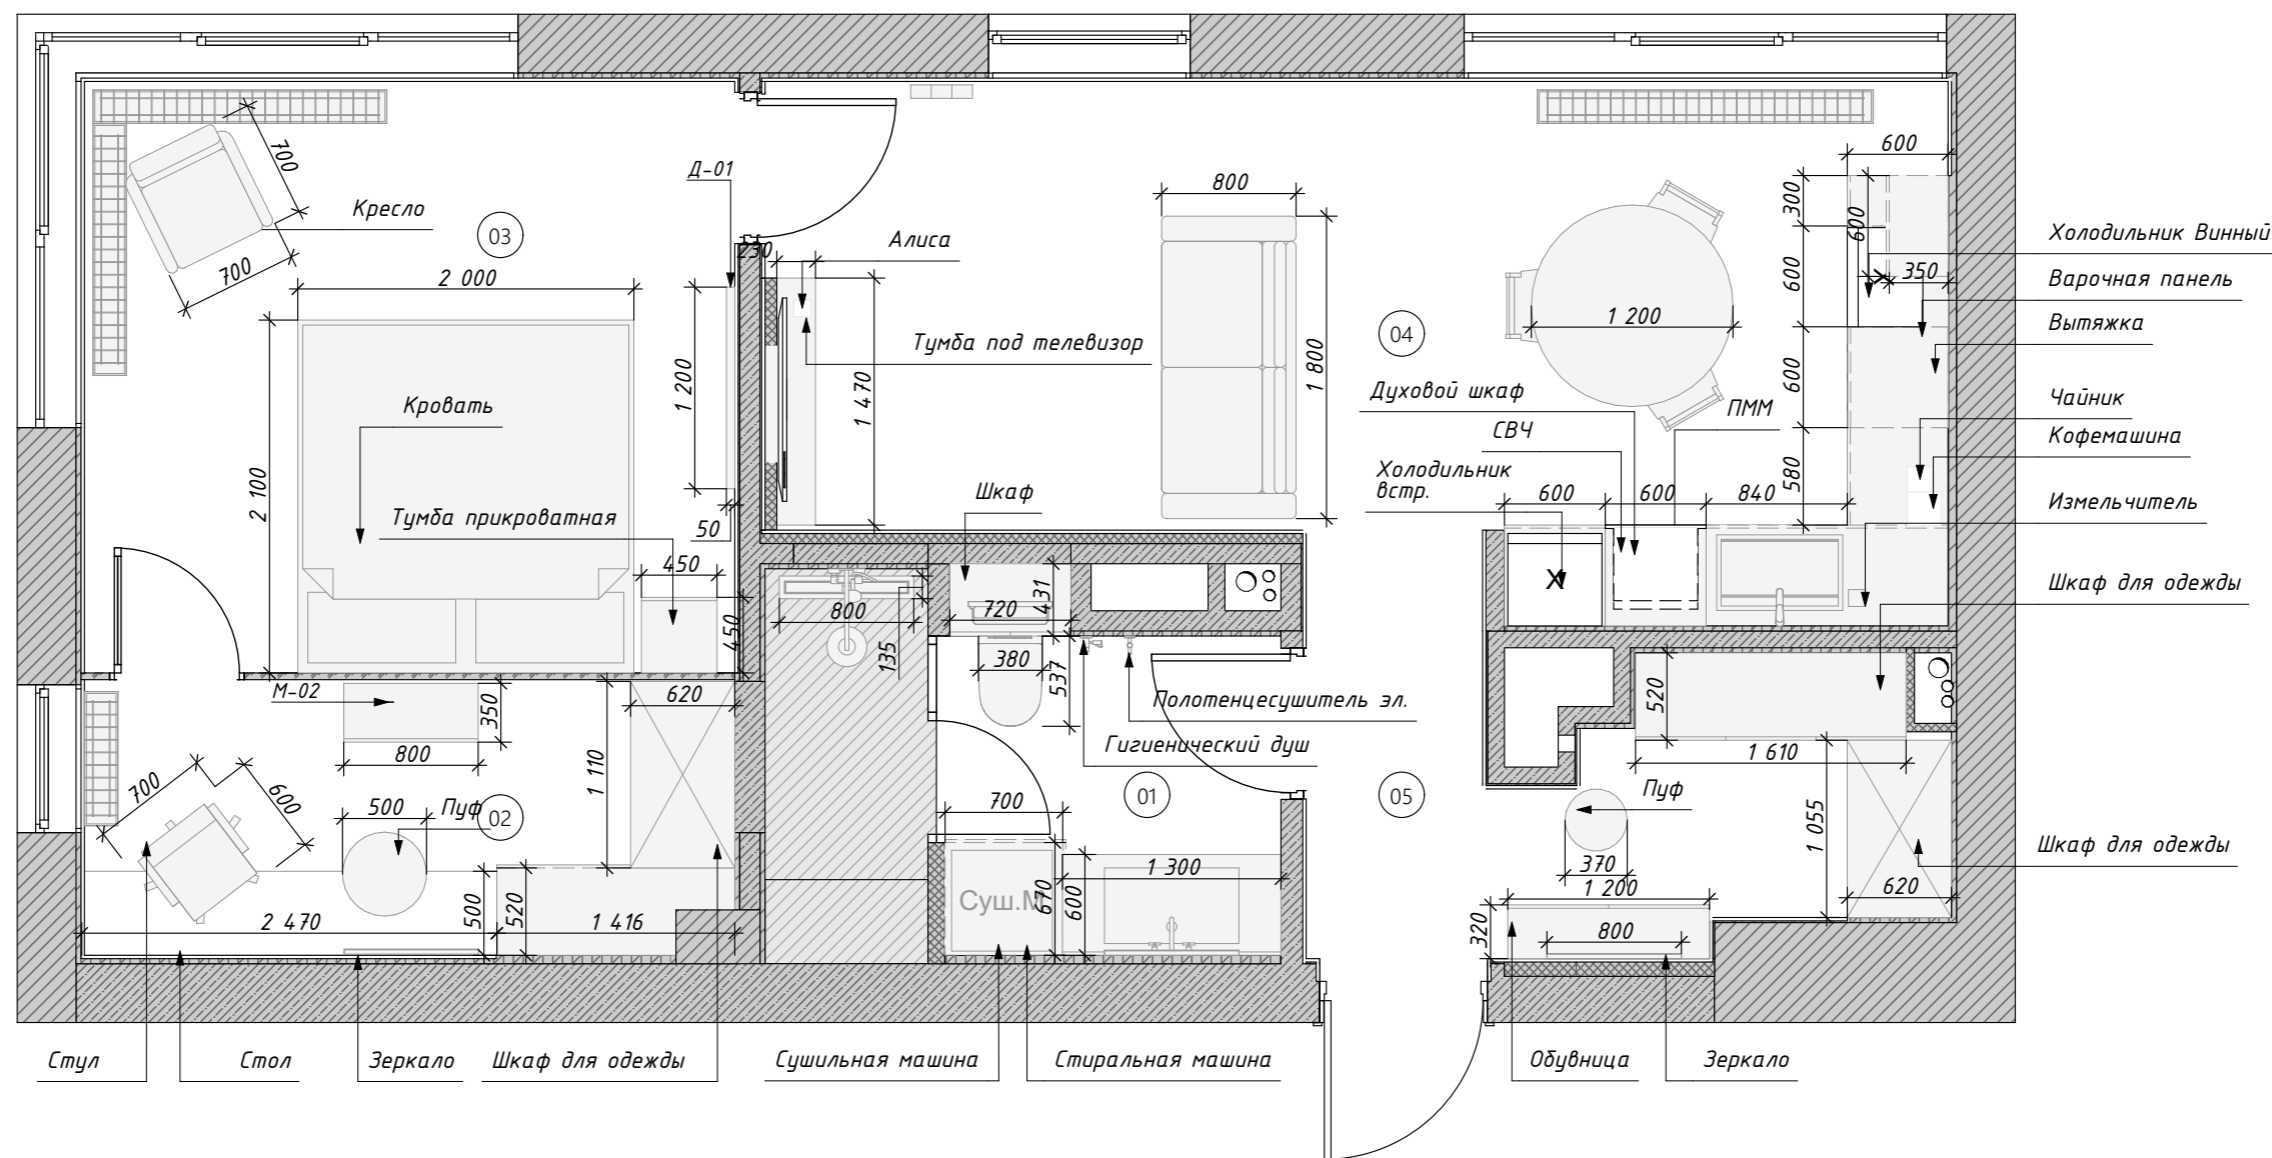 600
Д-01
700
300
600
800
Кресло
03
Алиса
Холодильник Винный
230
350
700
2 000
600
Варочная панель
04
1 200
Вытяжка
Тумба под телевизор
1 800
1 200
1 470
600
Духовой шкаф
Чайник
Кровать
ПММ
СВЧ
Кофемашина
Холодильник
встр.
580
2 100
Шкаф
600
600
840
Измельчитель
Тумба прикроватная
50
450
431
X
Шкаф для одежды
800
720
450
135
380
537
М-02
620
350
520
Полотенцесушитель эл.
Гигиенический душ
800
1 110
1 610
700
600
500
Пуф
02
700
01
05
Пуф
1 055
Шкаф для одежды
370
1 300
1 200
620
Суш.М
670
600
2 470
500
520
1 416
320
800
Стул
Стол
Зеркало
Шкаф для одежды
Сушильная машина
Стиральная машина
Обувница
Зеркало